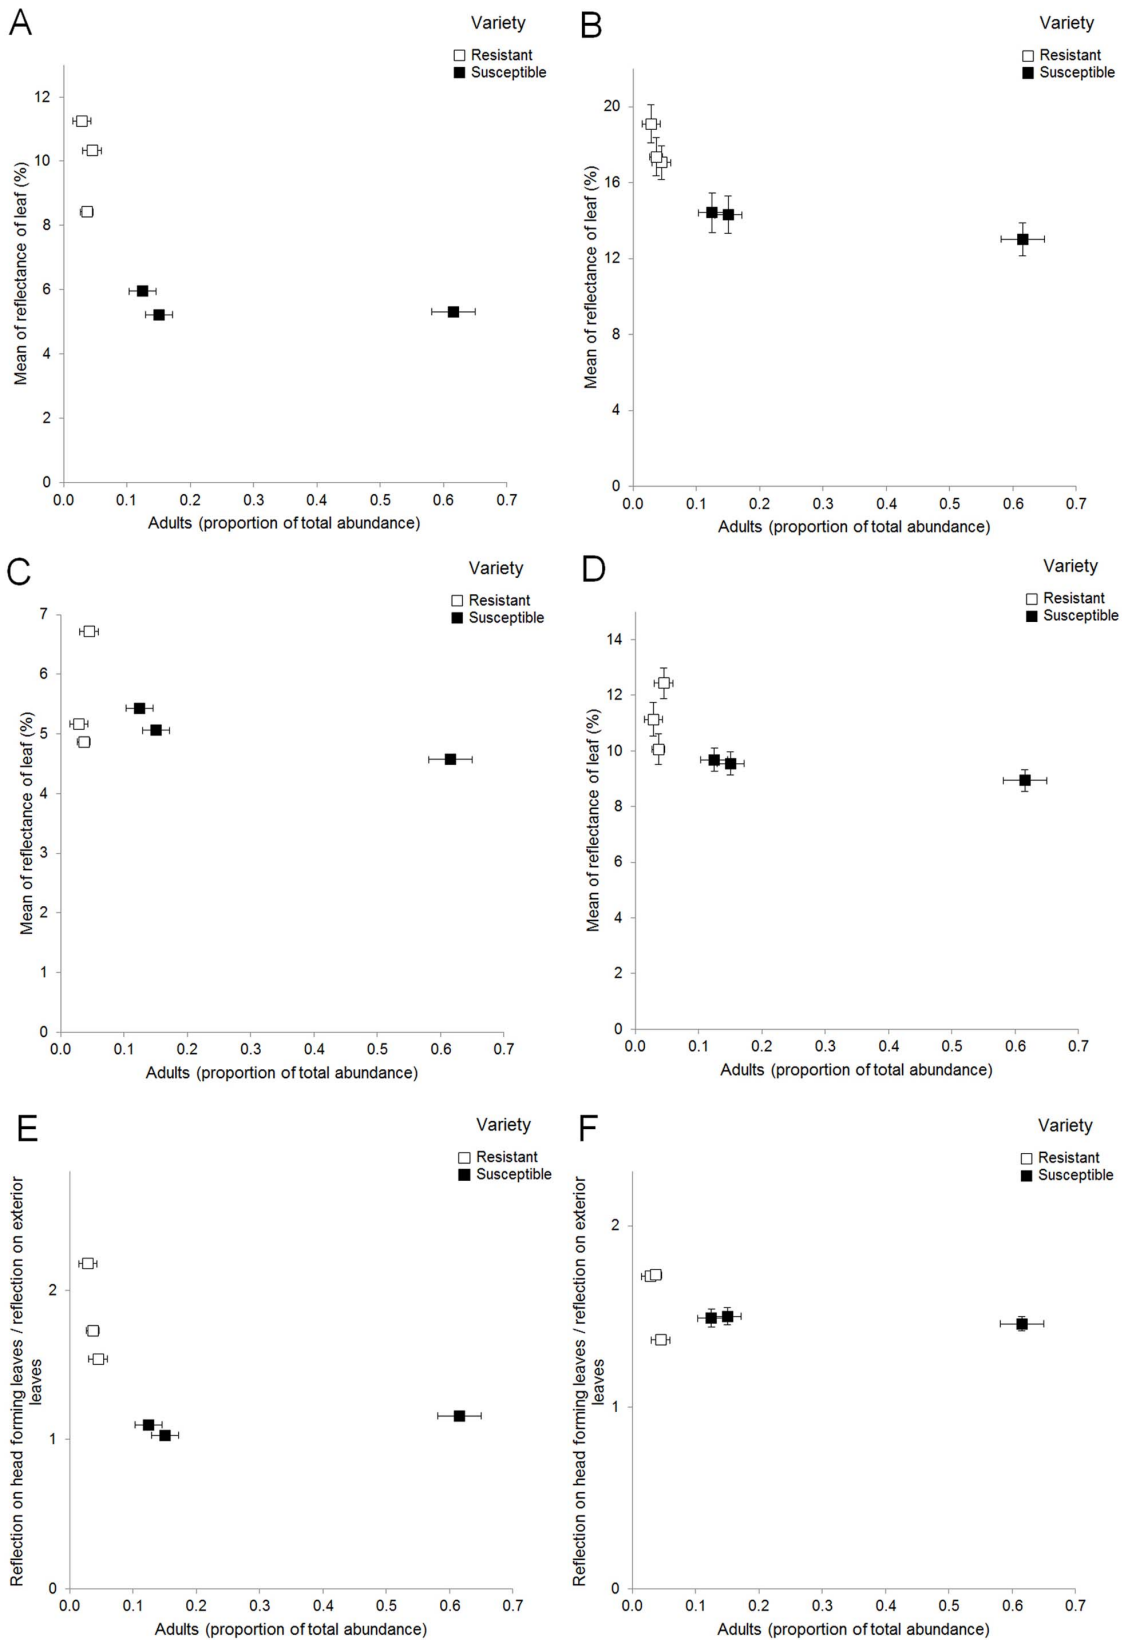 A
Variety
Resistant
Susceptible
12
10
8
6
4
2
0
0.0 0.1 0.2 0.3 0.4 0.5 0.6 0.7
Mean of reflectance of leaf (%)
Adults (proportion of total abundance)
B
Variety
Resistant
Susceptible
20
16
12
8
4
0
0.0 0.1 0.2 0.3 0.4 0.5 0.6 0.7
Mean of reflectance of leaf (%)
Adults (proportion of total abundance)
C
Variety
Resistant
Susceptible
7
6
5
4
3
2
1
0
0.0 0.1 0.2 0.3 0.4 0.5 0.6 0.7
Mean of reflectance of leaf (%)
Adults (proportion of total abundance)
D
Variety
Resistant
Susceptible
14
12
10
8
6
4
2
0
0.0 0.1 0.2 0.3 0.4 0.5 0.6 0.7
Mean of reflectance of leaf (%)
Adults (proportion of total abundance)
E
Variety
Resistant
Susceptible
2
1
0
0.0 0.1 0.2 0.3 0.4 0.5 0.6 0.7
Reflection on head forming leaves / reflection on exterior
leaves
Adults (proportion of total abundance)
F
Variety
Resistant
Susceptible
2
1
0
0.0 0.1 0.2 0.3 0.4 0.5 0.6 0.7
Reflection on head forming leaves / reflection on exterior
leaves
Adults (proportion of total abundance)